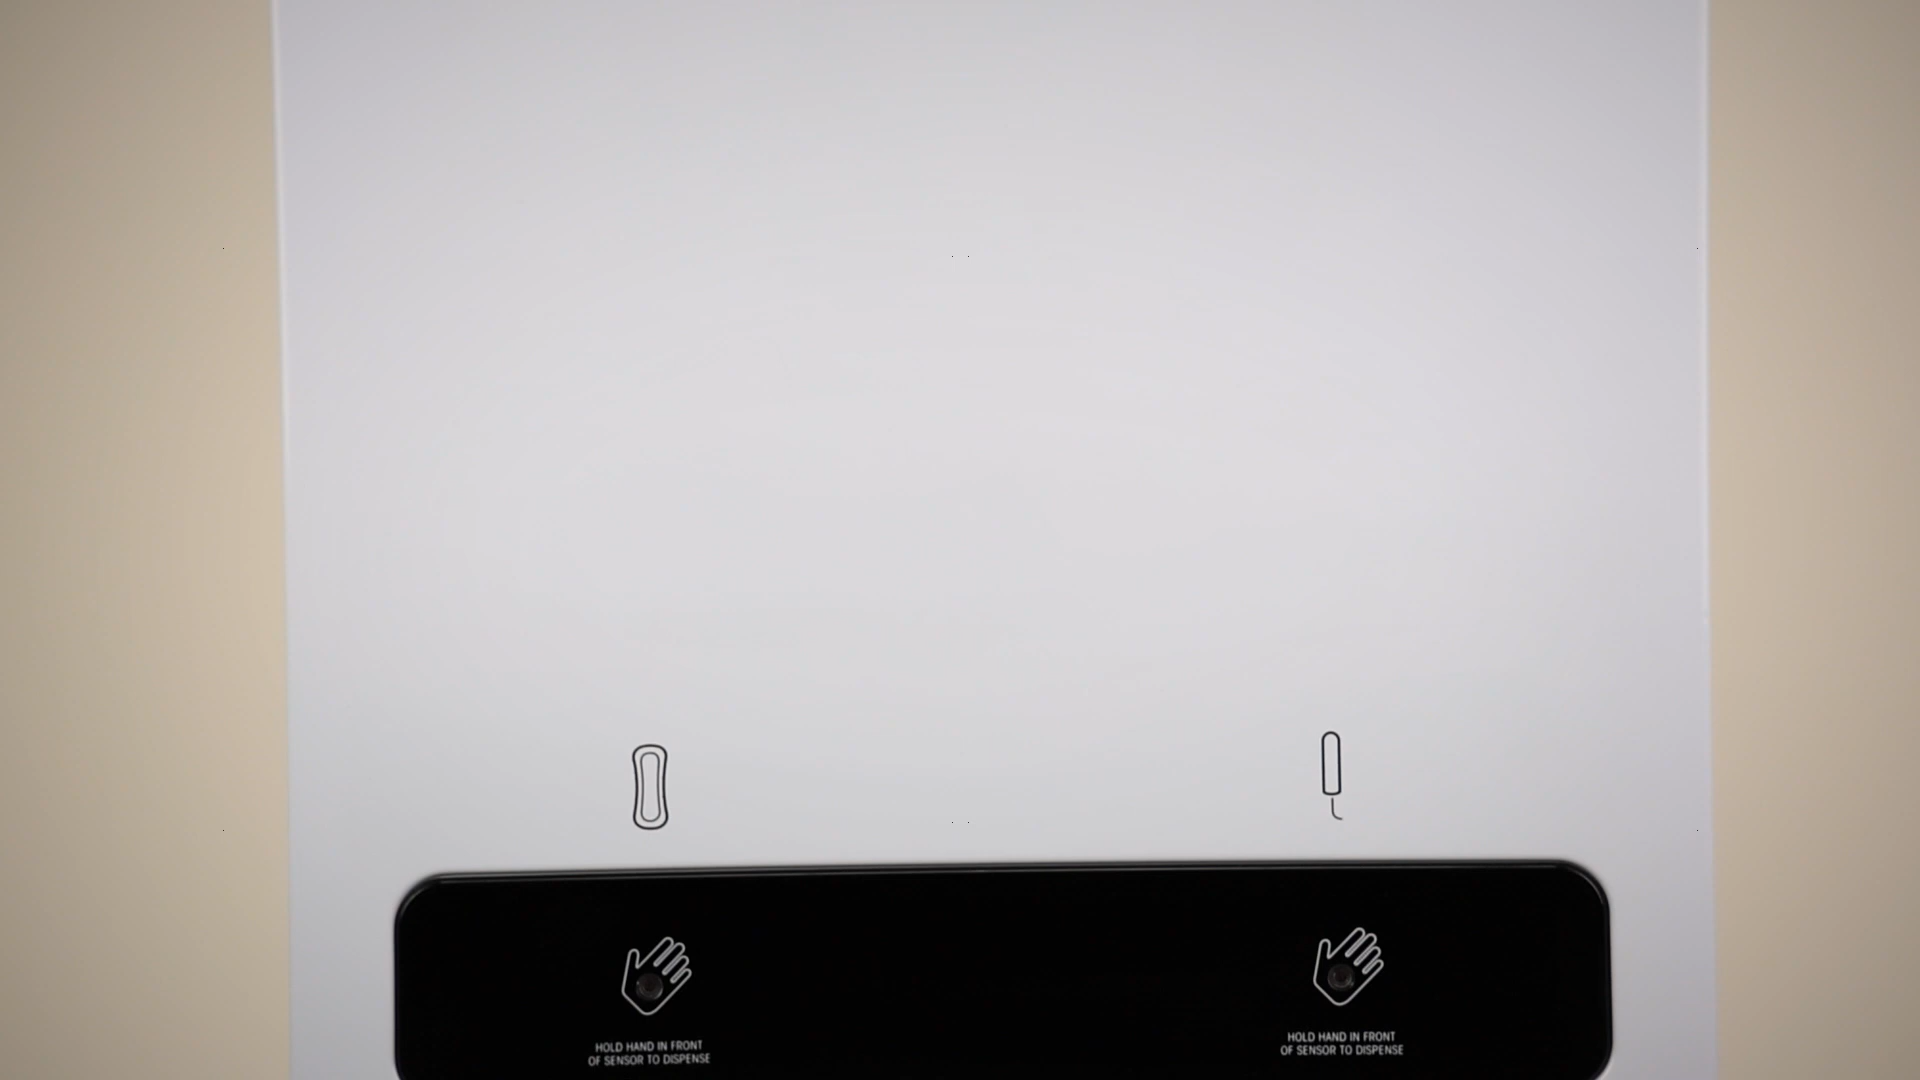 HOLD HAND IN FRONT
OF SENSOR TO DISPENSE
HOLD HAND IN FRONT
OF SENSOR TO DISPENSE